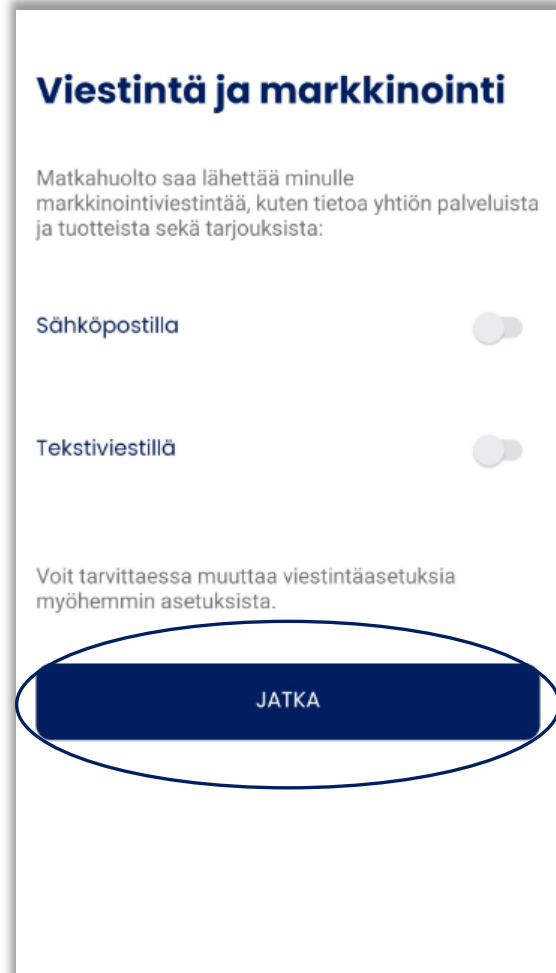 Viestintä ja markkinointi
Matkahuolto saa lähettää minulle
markkinointiviestintää, kuten tietoa yhtiön palveluista
ja tuotteista sekä tarjouksista:
Sähköpostilla
Tekstiviestillä
Voit tarvittaessa muuttaa viestintäasetuksia
myöhemmin asetuksista.
JATKA